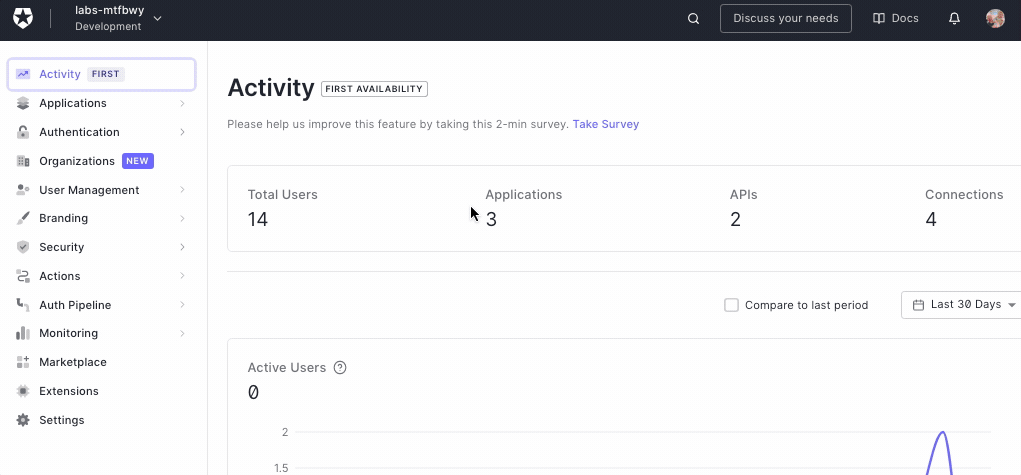 labs-mtfbwy
Development
Discuss your needs
Docs
Activity FIRST
Applications
Authentication
Organizations NEW
User Management
Branding
Security
Actions
Auth Pipeline
Monitoring
Marketplace
Extensions
Settings
Activity FIRST AVAILABILITY
Please help us improve this feature by taking this 2-min survey. Take Survey
Total Users
14
Applications
3
APIs
2
Connections
4
Compare to last period
Last 30 Days
Active Users ?
0
2
1.5